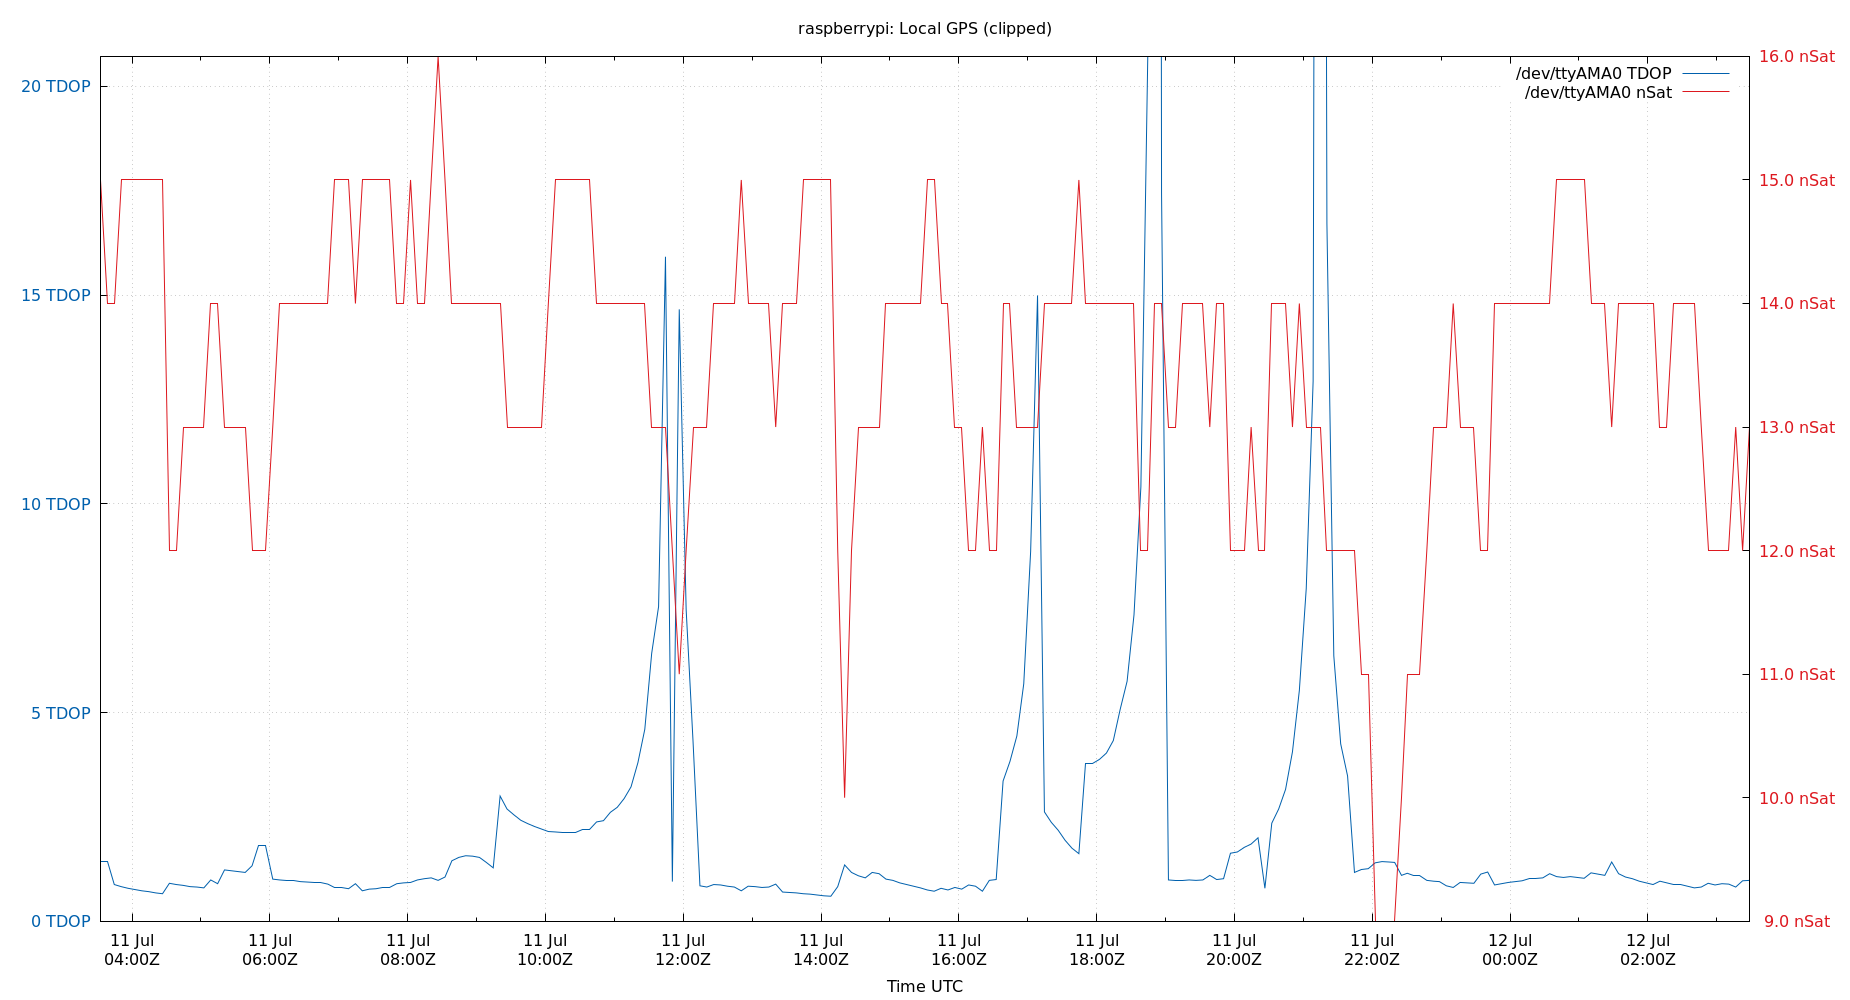 raspberrypi: Local GPS (clipped)
/dev/ttyAMA0 TDOP
/dev/ttyAMA0 nSat
20 TDOP
15 TDOP
10 TDOP
5 TDOP
0 TDOP
16.0 nSat
15.0 nSat
14.0 nSat
13.0 nSat
12.0 nSat
11.0 nSat
10.0 nSat
9.0 nSat
11 Jul 11 Jul 11 Jul 11 Jul 11 Jul 11 Jul 11 Jul 11 Jul 11 Jul 11 Jul 12 Jul 12 Jul
04:00Z 06:00Z 08:00Z 10:00Z 12:00Z 14:00Z 16:00Z 18:00Z 20:00Z 22:00Z 00:00Z 02:00Z
Time UTC